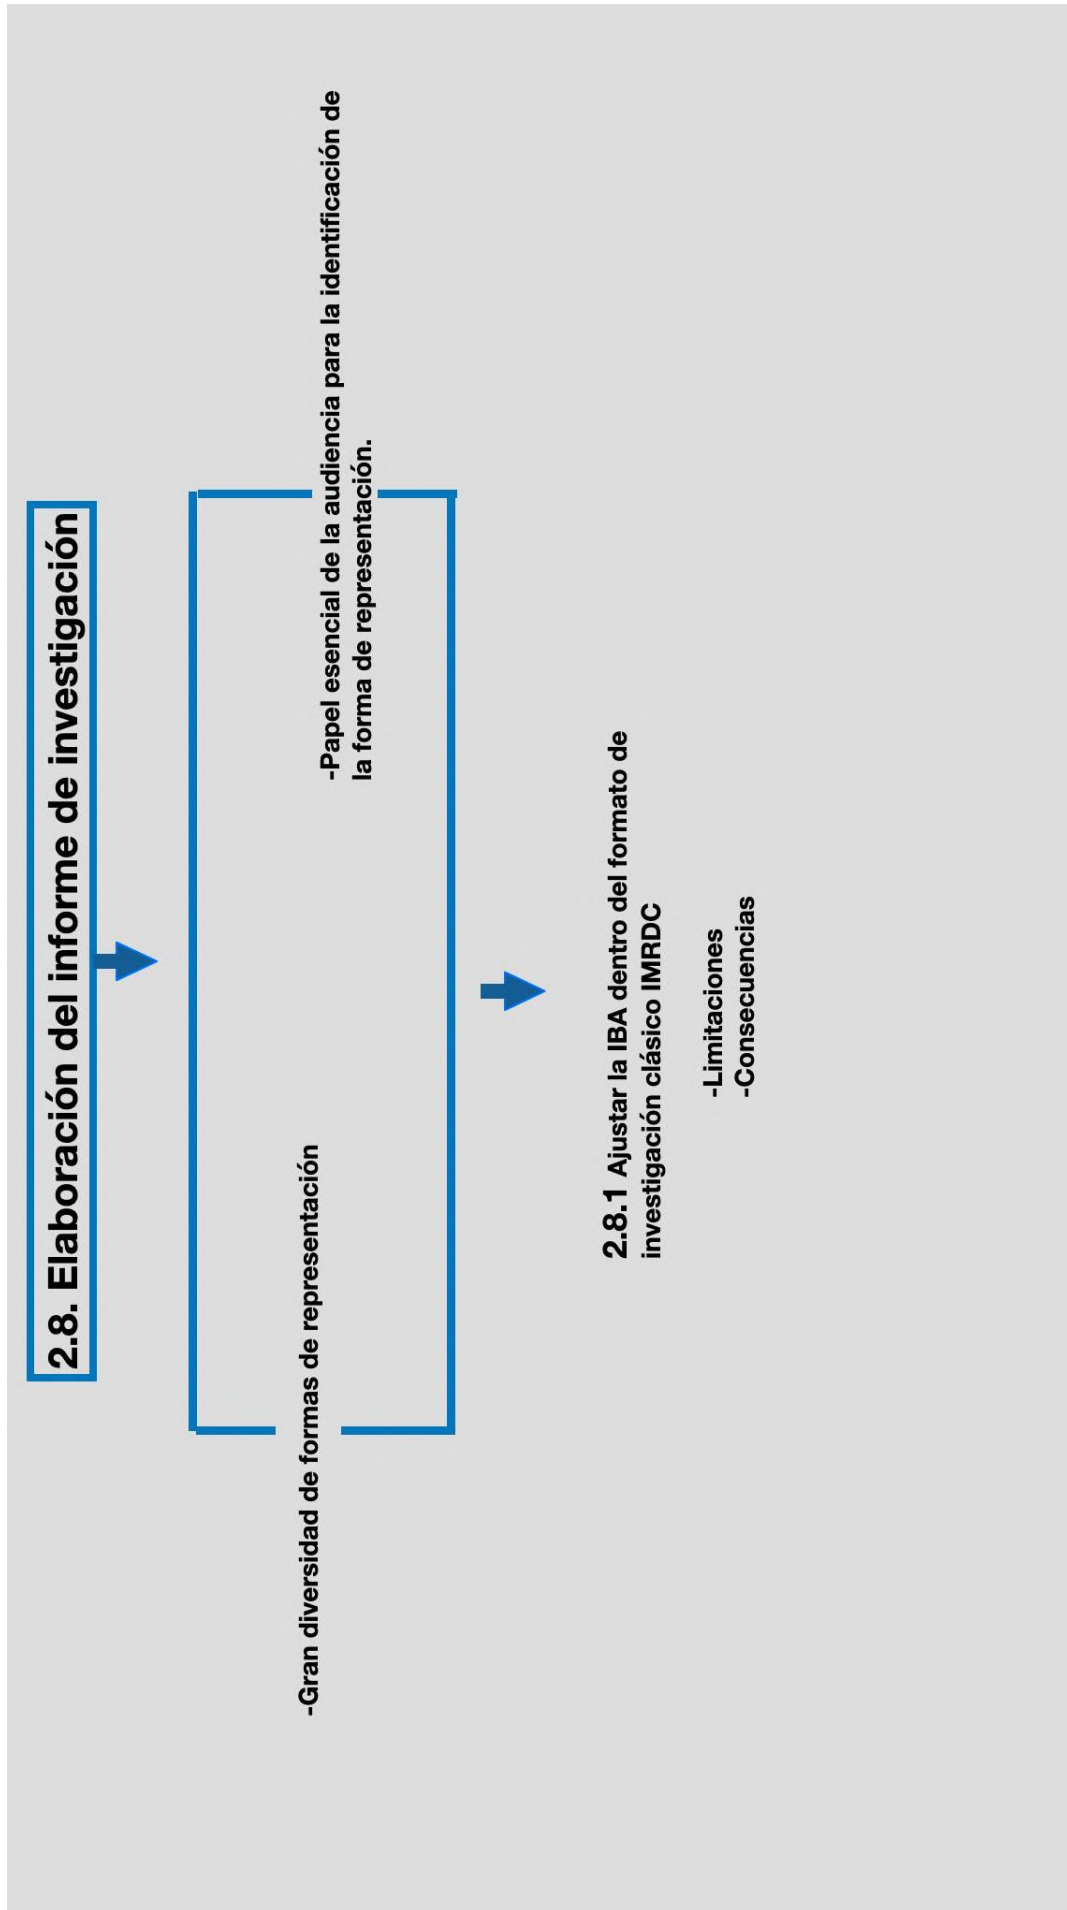 2.8. Elaboración del informe de investigación
-Gran diversidad de formas de representación
-Papel esencial de la audiencia para la identificación de
la forma de representación.
2.8.1 Ajustar la IBA dentro del formato de
investigación clásico IMRDC
-Limitaciones
-Consecuencias